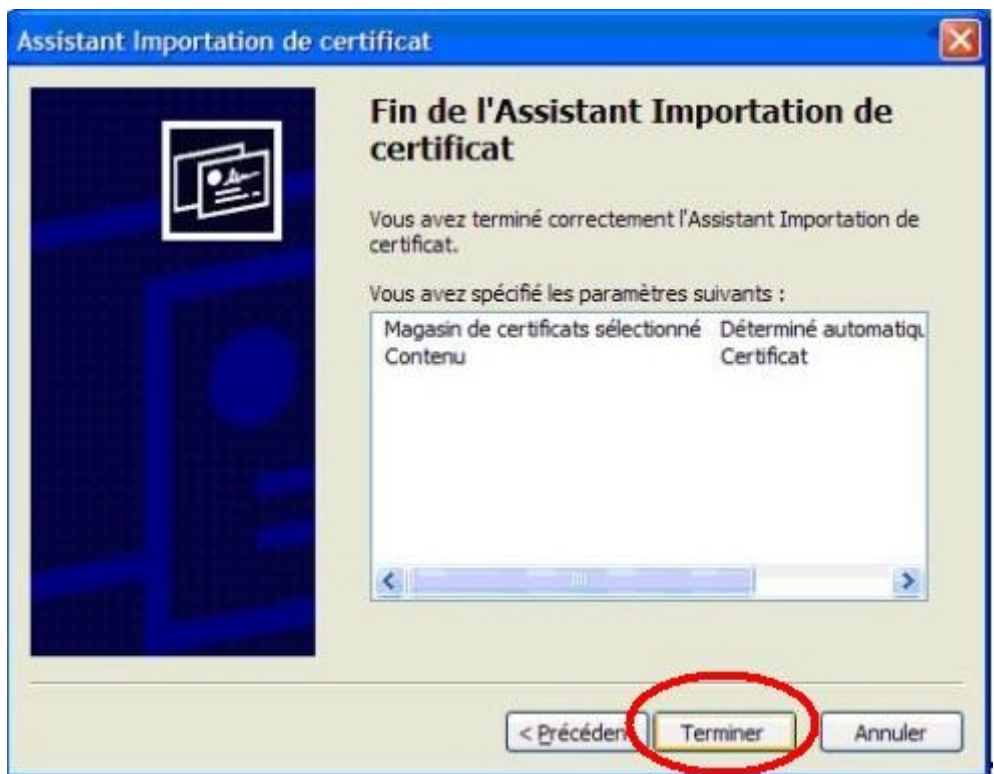 Assistant Importation de certificat
Fin de l'Assistant Importation de
certificat
Vous avez terminé correctement l'Assistant Importation de
certificat.
Vous avez spécifié les paramètres suivants :
Magasin de certificats sélectionné Déterminé automatiqu
Contenu Certificat
< Précéden Terminer Annuler